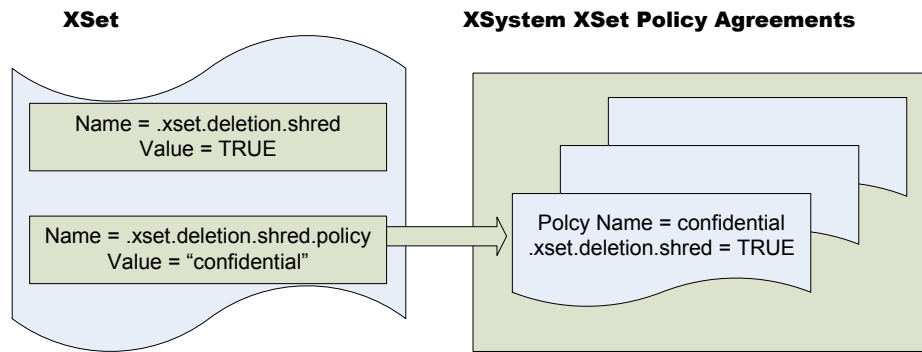 XSet
XSystem XSet Policy Agreements
Name = .xset.deletion.shred
Value = TRUE
Name = .xset.deletion.shred.policy
Value = “confidential”
Polcy Name = confidential
.xset.deletion.shred = TRUE